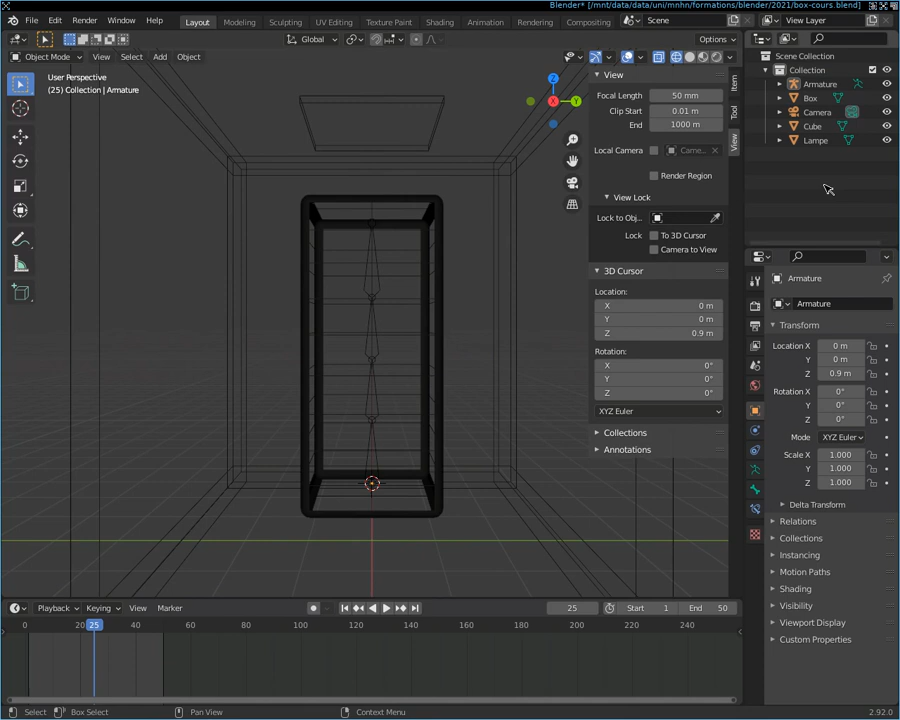 Blender* [/mnt/data/data/uni/mnhn/formations/blender/2021/box-cours.blend]
File Edit Render Window Help Layout Modeling Sculpting UV Editing Texture Paint Shading Animation Rendering Compositing Scene View Layer
Global Options
Object Mode View Select Add Object
User Perspective
(25) Collection | Armature
Z
Y
X
View
Focal Length 50 mm
Clip Start 0.01 m
End 1000 m
Local Camera Came...
Render Region
View Lock
Lock to Obj...
Lock To 3D Cursor
Camera to View
3D Cursor
Location:
X 0 m
Y 0 m
Z 0.9 m
Rotation:
X 0°
Y 0°
Z 0°
XYZ Euler
Collections
Annotations
Item
Tool
View
Scene Collection
Collection
Armature
Box
Camera
Cube
Lampe
Armature
Armature
Transform
Location X 0 m
Y 0 m
Z 0.9 m
Rotation X 0°
Y 0°
Z 0°
Mode XYZ Euler
Scale X 1.000
Y 1.000
Z 1.000
Delta Transform
Relations
Collections
Instancing
Motion Paths
Shading
Visibility
Viewport Display
Custom Properties
Playback Keying View Marker 25 Start 1 End 50
0 20 25 40 60 80 100 120 140 160 180 200 220 240
Select Box Select Pan View Context Menu 2.92.0